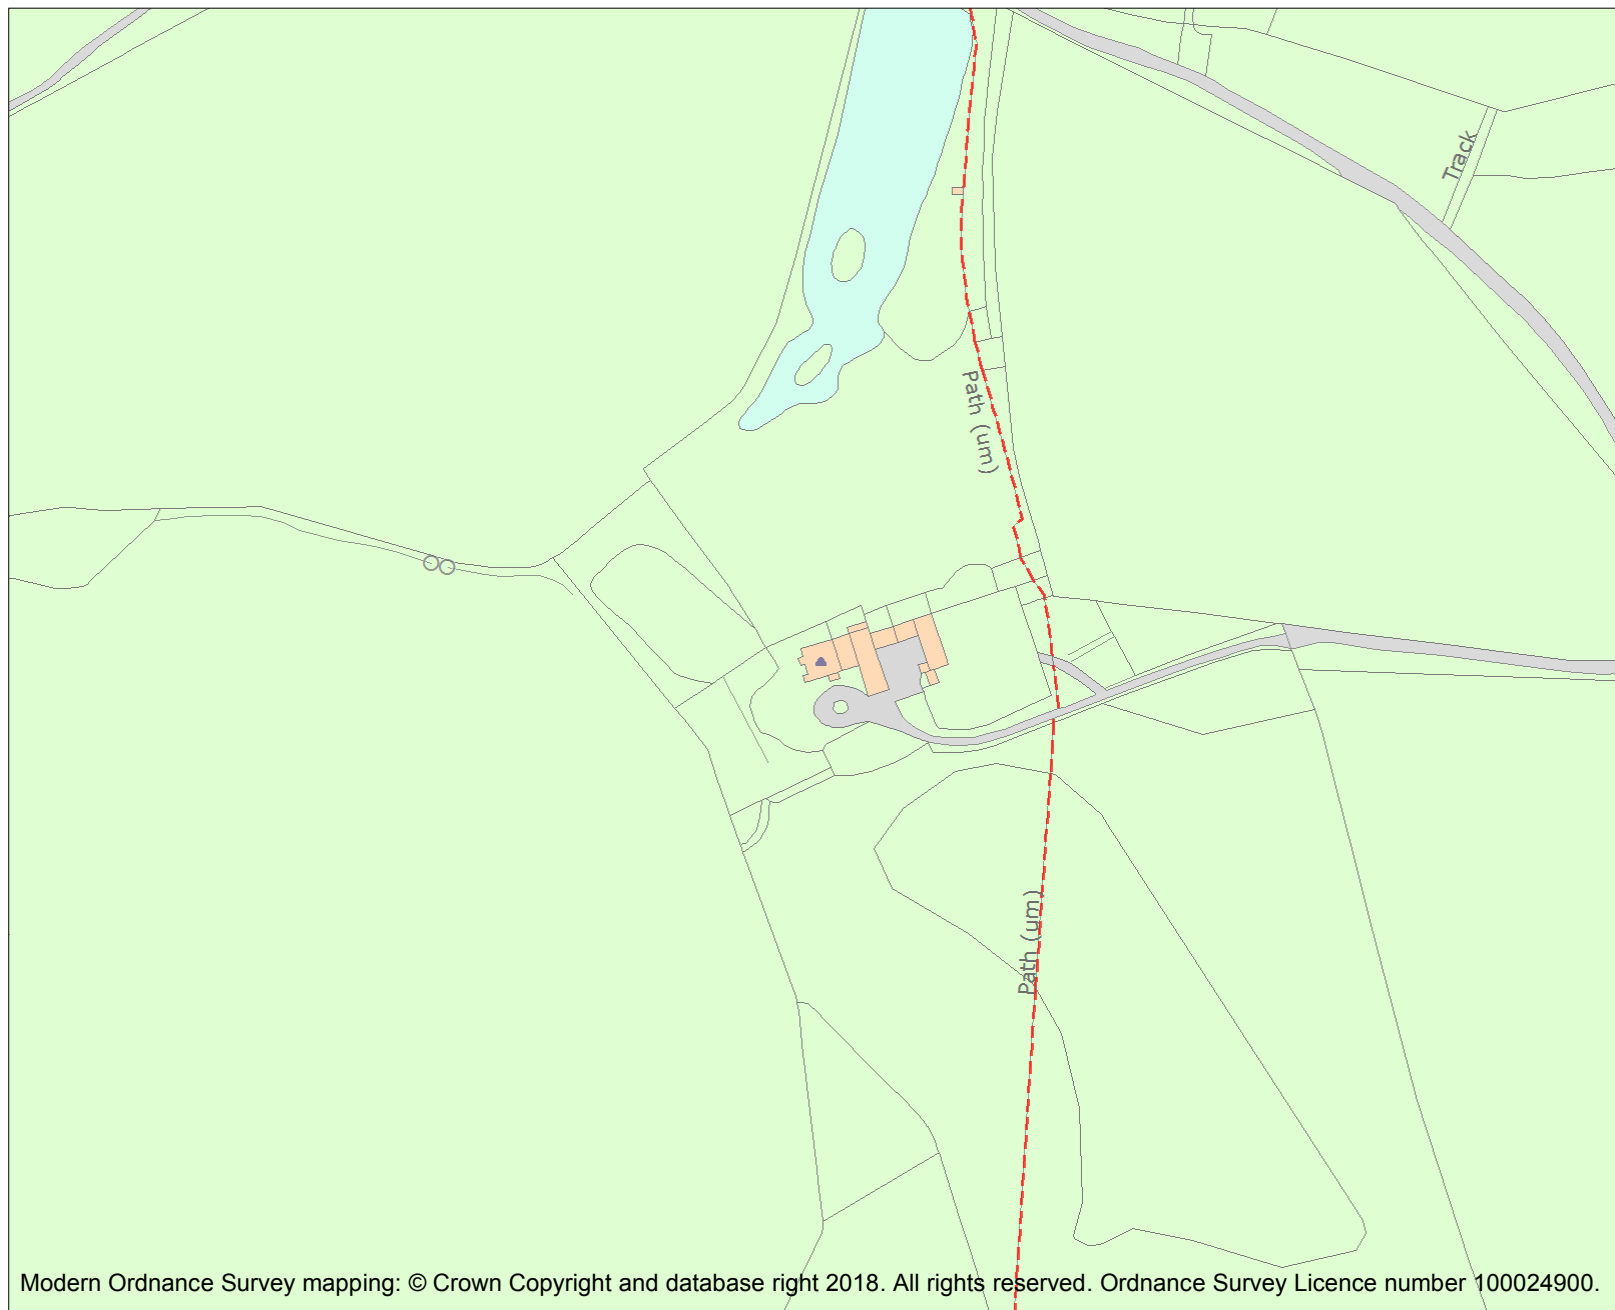 Track
Path (um)
Path (um)
Modern Ordnance Survey mapping: © Crown Copyright and database right 2018. All rights reserved. Ordnance Survey Licence number 100024900.